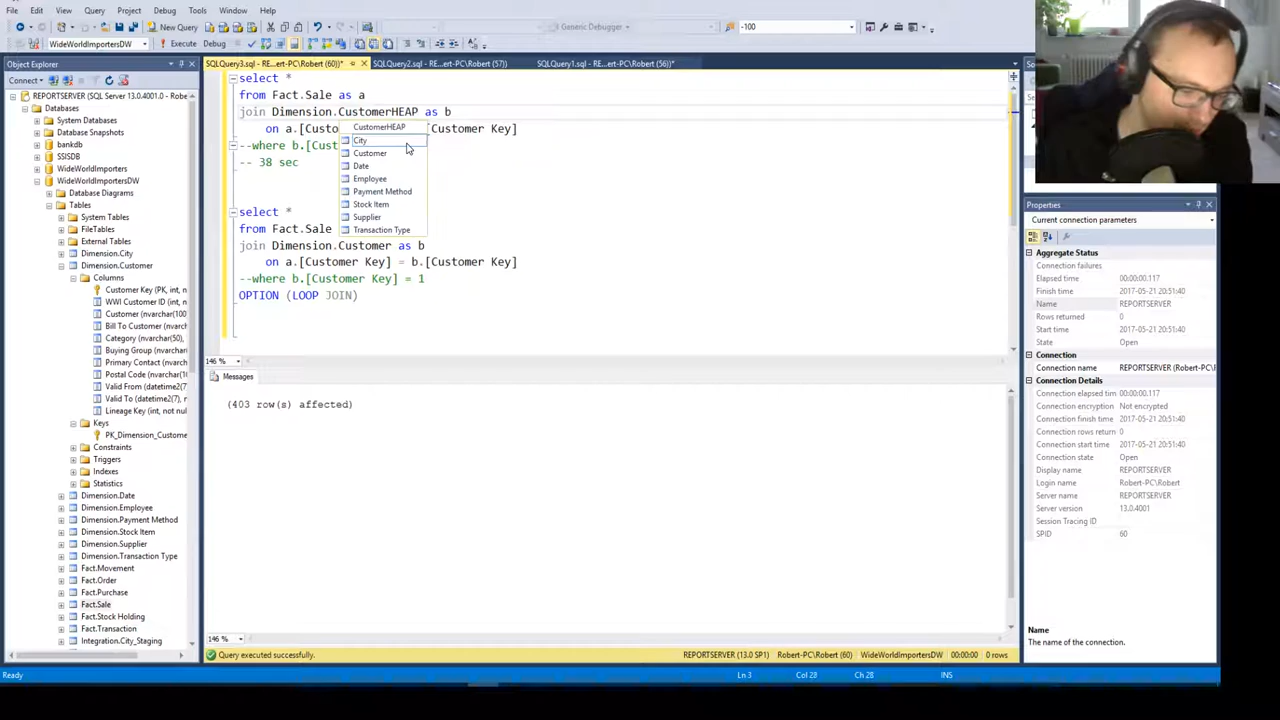 File Edit View Project Debug Tools Window Help
New Query
Generic Debugger
-100
WideWorldImportersDW
Execute Debug
Object Explorer
Connect
REPORTSERVER (SQL Server 13.0.4001.0 - Robe
Databases
System Databases
Database Snapshots
bankdb
SSISDB
WideWorldImporters
WideWorldImportersDW
Database Diagrams
Tables
System Tables
FileTables
External Tables
Dimension.City
Dimension.Customer
Columns
Customer Key (PK, int, n
WWI Customer ID (int, n
Customer (nvarchar(100
Bill To Customer (nvarch
Category (nvarchar(50),
Buying Group (nvarchar
Primary Contact (nvarch
Postal Code (nvarchar(1
Valid From (datetime2(7
Valid To (datetime2(7),
Lineage Key (int, not nul
Keys
PK_Dimension_Custome
Constraints
Triggers
Indexes
Statistics
Dimension.Date
Dimension.Employee
Dimension.Payment Method
Dimension.Stock Item
Dimension.Supplier
Dimension.Transaction Type
Fact.Movement
Fact.Order
Fact.Purchase
Fact.Sale
Fact.Stock Holding
Fact.Transaction
Integration.City_Staging
SQLQuery3.sql - RE...ert-PC\Robert (60))* SQLQuery2.sql - RE...ert-PC\Robert (57)) SQLQuery1.sql - RE...ert-PC\Robert (56))*
select *
from Fact.Sale as a
join Dimension.CustomerHEAP as b
on a.[Custo [Customer Key]
--where b.[Cust
-- 38 sec
CustomerHEAP
City
Customer
Date
Employee
Payment Method
Stock Item
Supplier
Transaction Type
select *
from Fact.Sale
join Dimension.Customer as b
on a.[Customer Key] = b.[Customer Key]
--where b.[Customer Key] = 1
OPTION (LOOP JOIN)
146 %
Messages
(403 row(s) affected)
146 %
Query executed successfully. REPORTSERVER (13.0 SP1) Robert-PC\Robert (60) WideWorldImportersDW 00:00:00 0 rows
Properties
Current connection parameters
Aggregate Status
Connection failures
Elapsed time 00:00:00.117
Finish time 2017-05-21 20:51:40
Name REPORTSERVER
Rows returned 0
Start time 2017-05-21 20:51:40
State Open
Connection
Connection name REPORTSERVER (Robert-PC\R
Connection Details
Connection elapsed tim 00:00:00.117
Connection encryption Not encrypted
Connection finish time 2017-05-21 20:51:40
Connection rows return 0
Connection start time 2017-05-21 20:51:40
Connection state Open
Display name REPORTSERVER
Login name Robert-PC\Robert
Server name REPORTSERVER
Server version 13.0.4001
Session Tracing ID
SPID 60
Name
The name of the connection.
Ready Ln 3 Col 28 Ch 28 INS